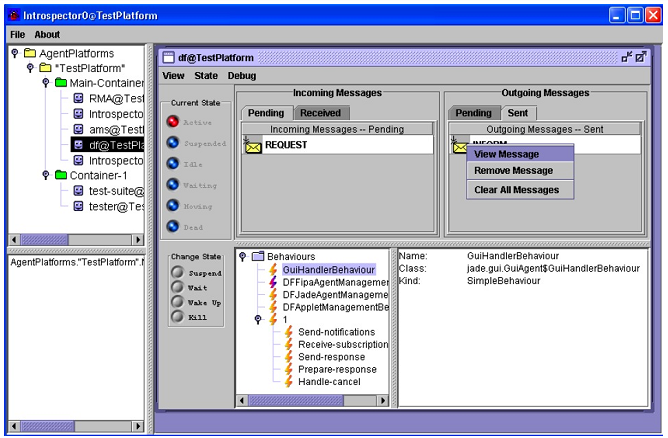 Introspector0@TestPlatform
File About
AgentPlatforms
"TestPlatform"
Main-Container
RMA@Test
Introspecto
ams@Testl
df@TestPla
Introspecto
Container-1
test-suite@
tester@Tes
AgentPlatforms."TestPlatform".M
df@TestPlatform
View State Debug
Current State
Active
Suspended
Idle
Waiting
Moving
Dead
Incoming Messages
Pending Received
Incoming Messages -- Pending
REQUEST
Outgoing Messages
Pending Sent
Outgoing Messages -- Sent
INFORM
View Message
Remove Message
Clear All Messages
Change State
Suspend
Wait
Wake Up
Kill
Behaviours
GuiHandlerBehaviour
DFFipaAgentManagemer
DFJadeAgentManageme
DFAppletManagementBe
1
Send-notifications
Receive-subscription
Send-response
Prepare-response
Handle-cancel
Name: GuiHandlerBehaviour
Class: jade.gui.GuiAgent$GuiHandlerBehaviour
Kind: SimpleBehaviour